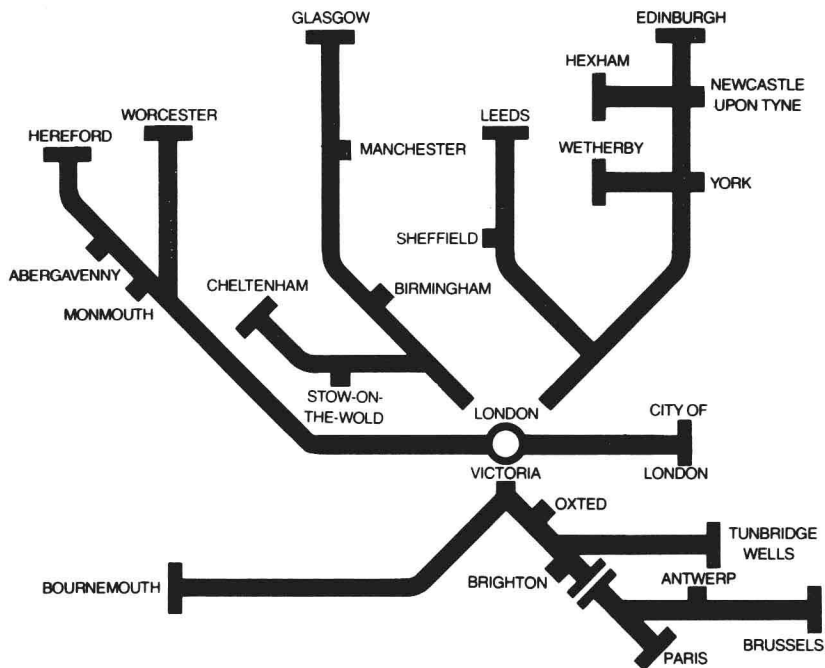 GLASGOW
EDINBURGH
HEXHAM
NEWCASTLE
UPON TYNE
WORCESTER
LEEDS
HEREFORD
MANCHESTER
WETHERBY
YORK
SHEFFIELD
ABERGAVENNY
CHELTENHAM
BIRMINGHAM
MONMOUTH
STOW-ON-
THE-WOLD
LONDON
CITY OF
LONDON
VICTORIA
OXTED
TUNBRIDGE
WELLS
BRIGHTON
ANTWERP
BOURNEMOUTH
BRUSSELS
PARIS